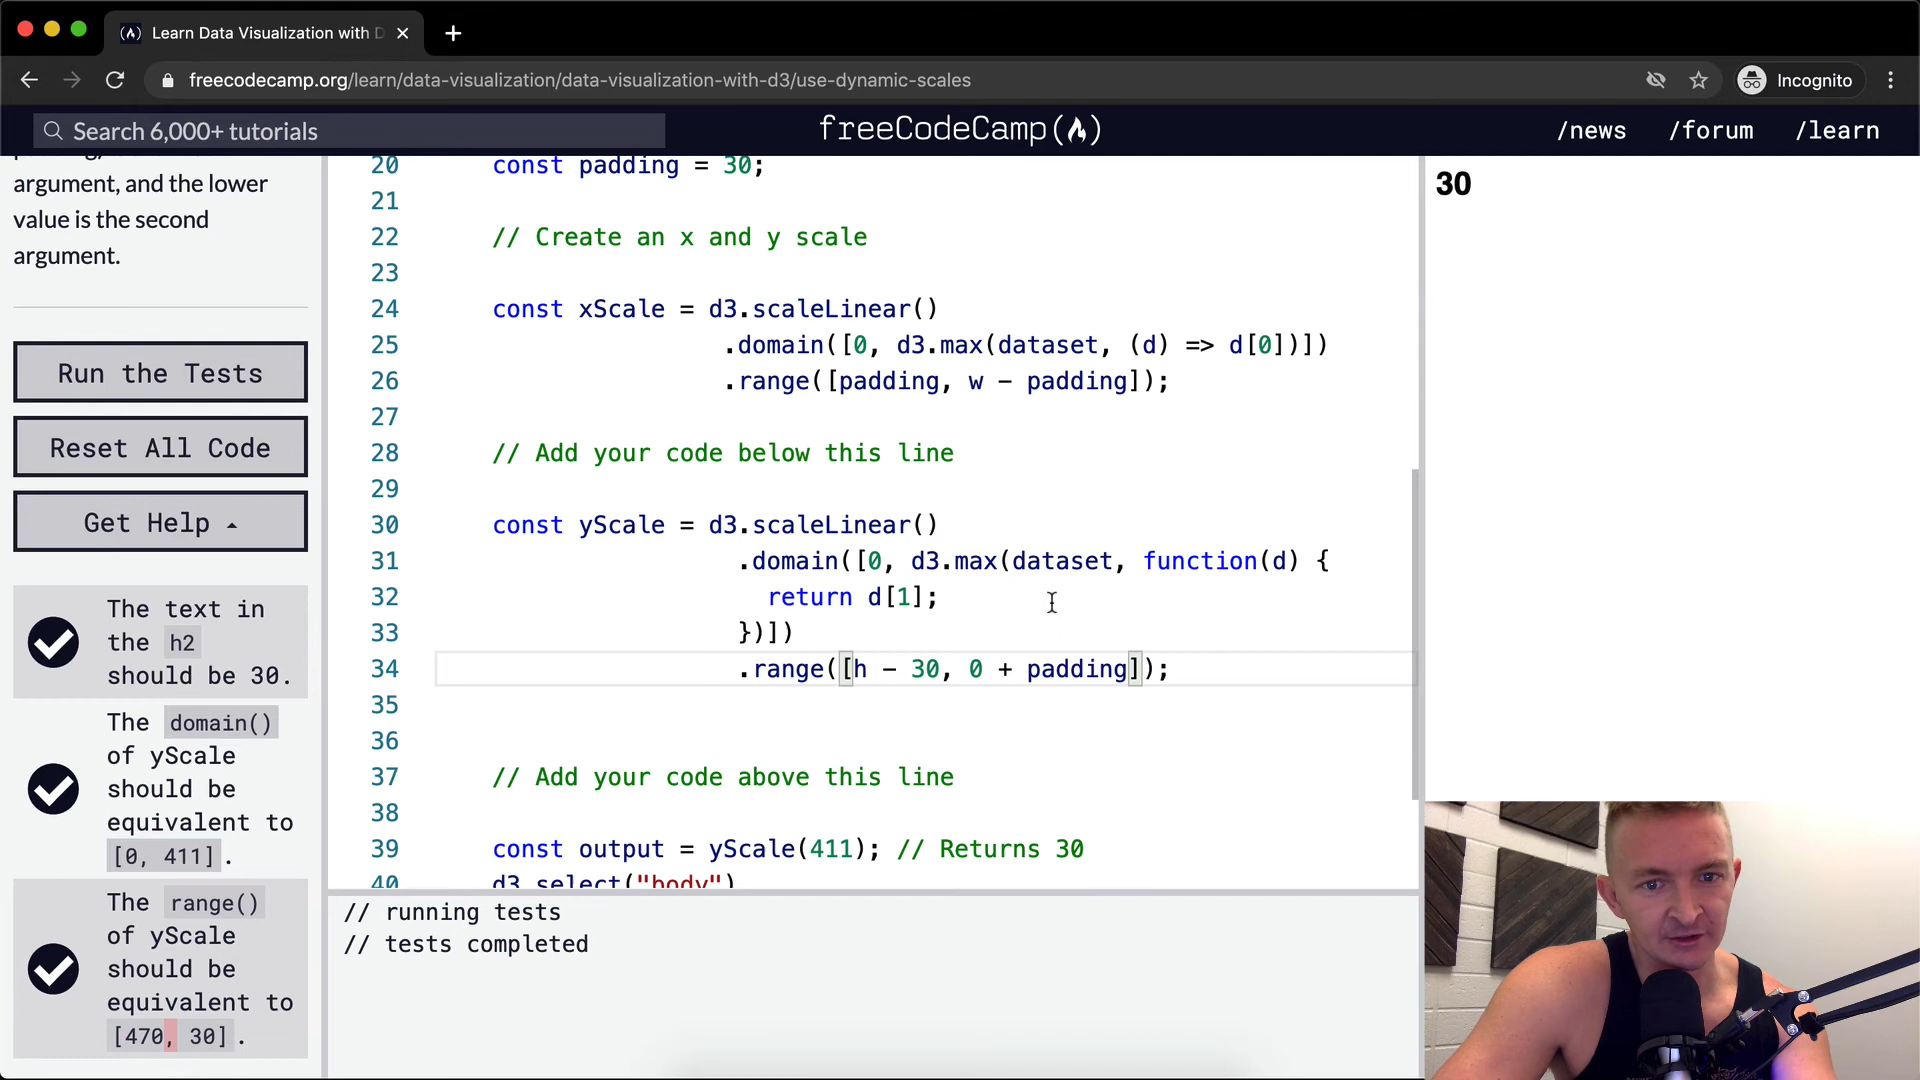 Learn Data Visualization with D
freecodecamp.org/learn/data-visualization/data-visualization-with-d3/use-dynamic-scales
Incognito
Search 6,000+ tutorials
freeCodeCamp
/news
/forum
/learn
argument, and the lower
value is the second
argument.
Run the Tests
Reset All Code
Get Help
The text in
the h2
should be 30.
The domain()
of yScale
should be
equivalent to
[0, 411].
The range()
of yScale
should be
equivalent to
[470, 30].
20 const padding = 30;
21
22 // Create an x and y scale
23
24 const xScale = d3.scaleLinear()
25 .domain([0, d3.max(dataset, (d) => d[0])])
26 .range([padding, w - padding]);
27
28 // Add your code below this line
29
30 const yScale = d3.scaleLinear()
31 .domain([0, d3.max(dataset, function(d) {
32 return d[1];
33 })])
34 .range([h - 30, 0 + padding]);
35
36
37 // Add your code above this line
38
39 const output = yScale(411); // Returns 30
40 d3.select("body")
// running tests
// tests completed
30